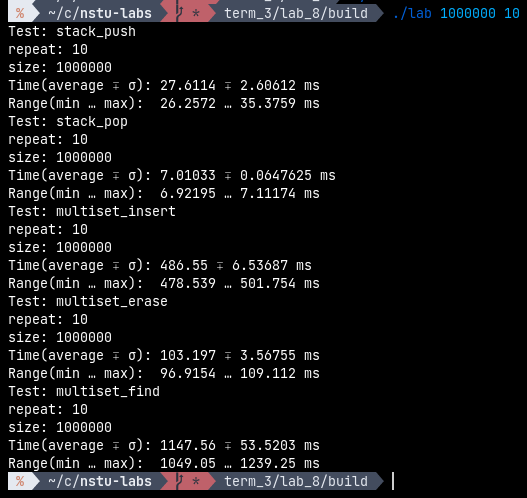 % ~/c/nstu-labs * term_3/lab_8/build ./lab 1000000 10
Test: stack_push
repeat: 10
size: 1000000
Time(average ∓ σ): 27.6114 ∓ 2.60612 ms
Range(min … max):  26.2572 … 35.3759 ms
Test: stack_pop
repeat: 10
size: 1000000
Time(average ∓ σ): 7.01033 ∓ 0.0647625 ms
Range(min … max):  6.92195 … 7.11174 ms
Test: multiset_insert
repeat: 10
size: 1000000
Time(average ∓ σ): 486.55 ∓ 6.53687 ms
Range(min … max):  478.539 … 501.754 ms
Test: multiset_erase
repeat: 10
size: 1000000
Time(average ∓ σ): 103.197 ∓ 3.56755 ms
Range(min … max):  96.9154 … 109.112 ms
Test: multiset_find
repeat: 10
size: 1000000
Time(average ∓ σ): 1147.56 ∓ 53.5203 ms
Range(min … max):  1049.05 … 1239.25 ms
% ~/c/nstu-labs * term_3/lab_8/build